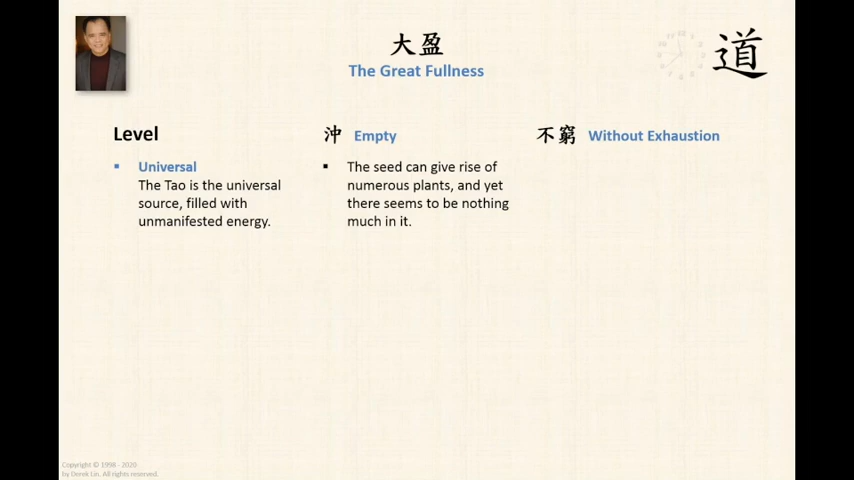 大盈
The Great Fullness
道
Level
沖 Empty
不窮 Without Exhaustion
Universal
The Tao is the universal
source, filled with
unmanifested energy.
The seed can give rise of
numerous plants, and yet
there seems to be nothing
much in it.
Copyright © 1998 - 2020
by Derek Lin. All rights reserved.